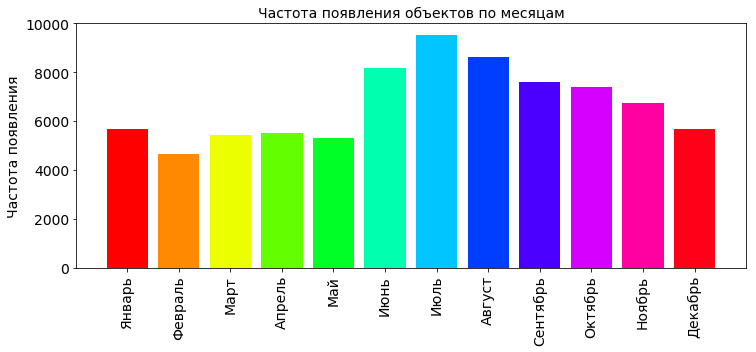 Частота появления объектов по месяцам
Частота появления
10000
8000
6000
4000
2000
0
Январь
Февраль
Март
Апрель
Май
Июнь
Июль
Август
Сентябрь
Октябрь
Ноябрь
Декабрь